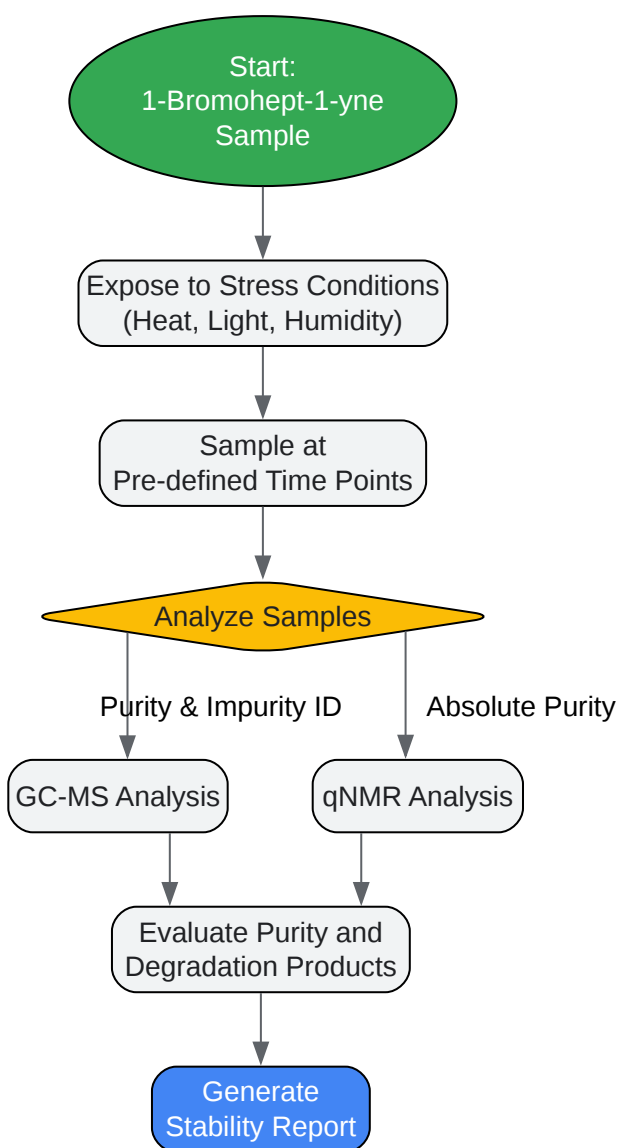 Start:
1-Bromohept-1-yne
Sample
Expose to Stress Conditions
(Heat, Light, Humidity)
Sample at
Pre-defined Time Points
Analyze Samples
Purity & Impurity ID
Absolute Purity
GC-MS Analysis
qNMR Analysis
Evaluate Purity and
Degradation Products
Generate
Stability Report